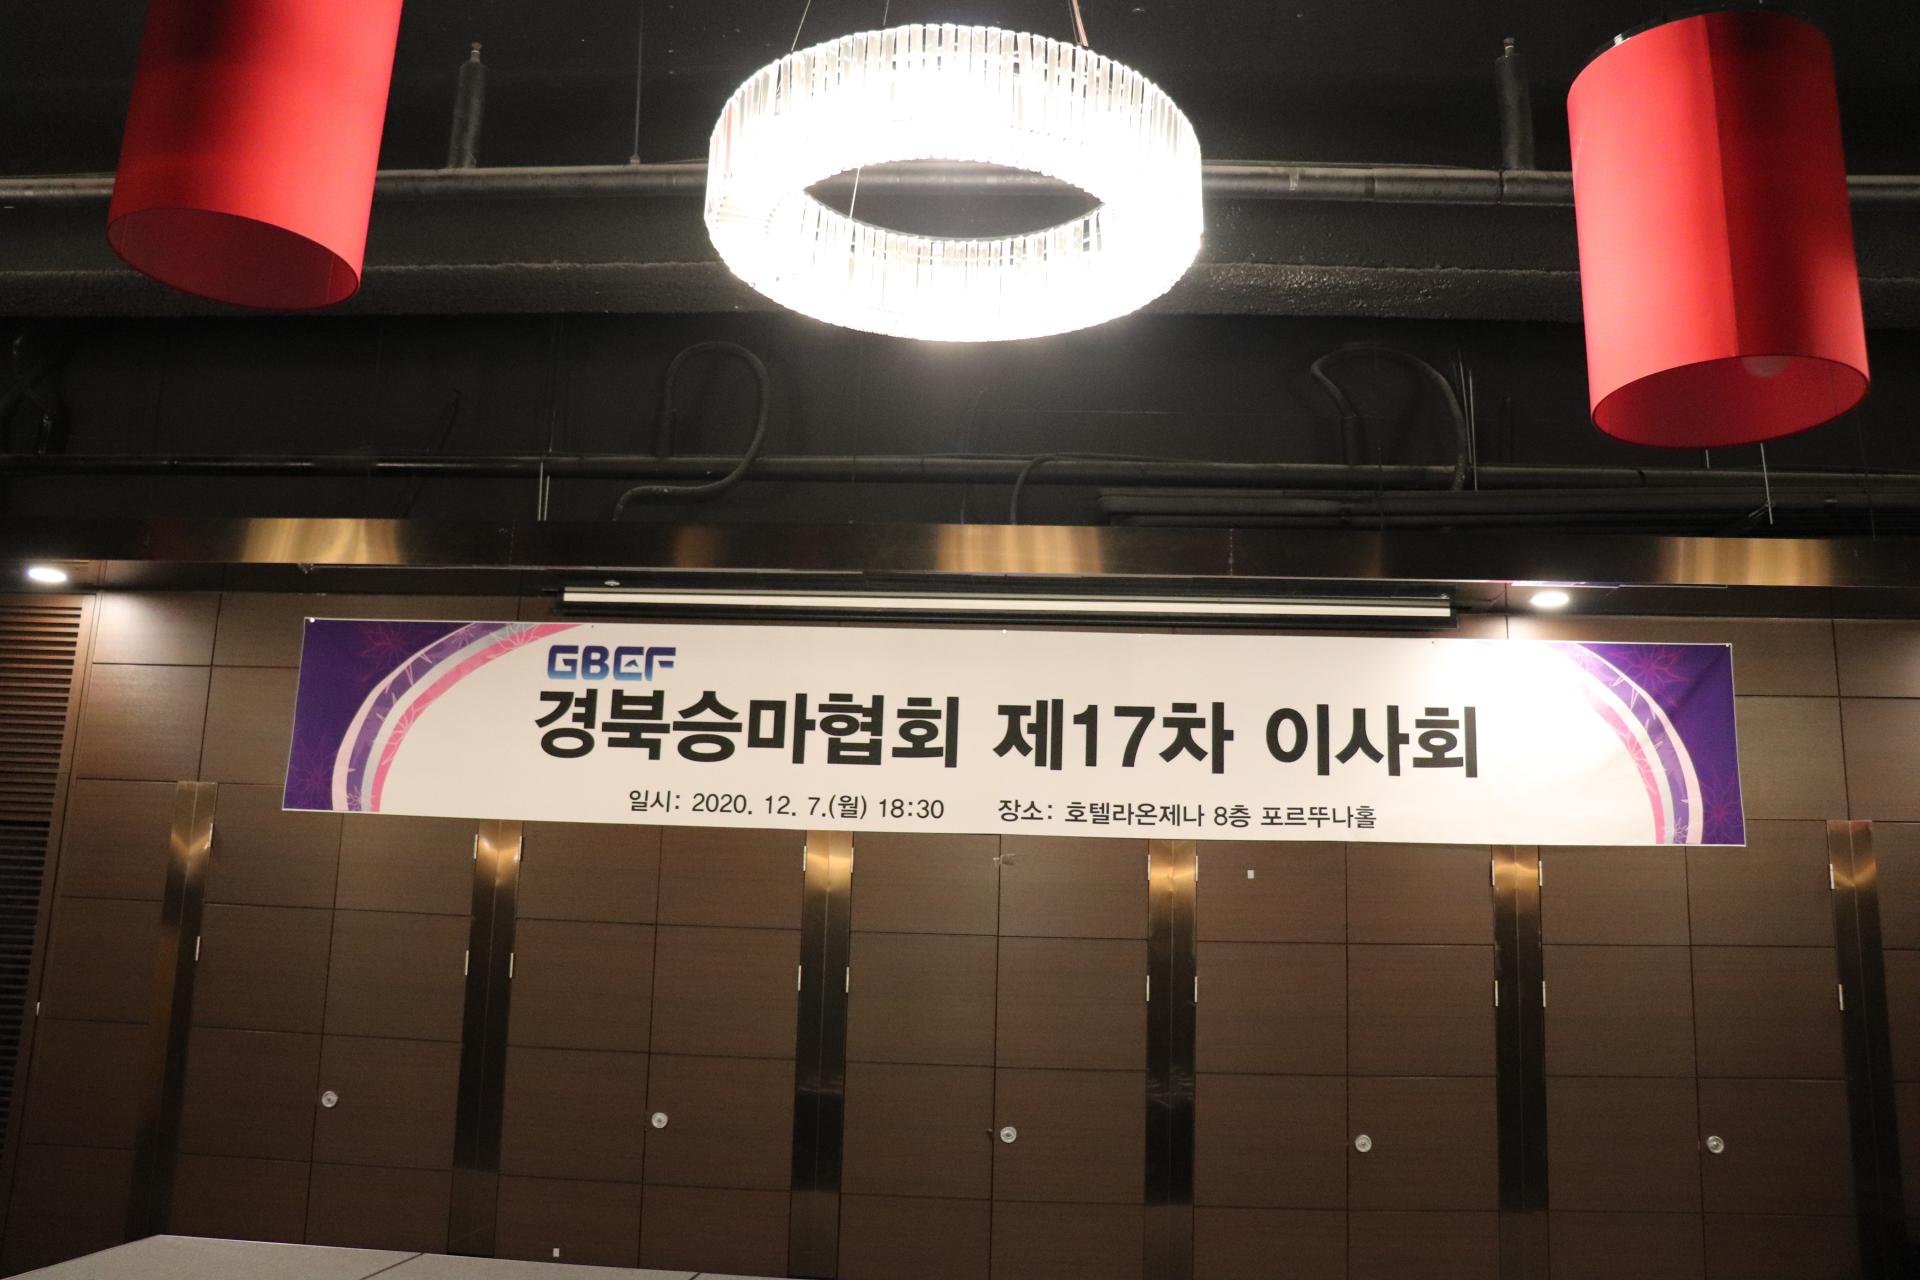 GBEF
경북승마협회 제17차 이사회
일시: 2020. 12. 7.(월) 18:30 장소: 호텔라온제나 8층 포르뚜나홀